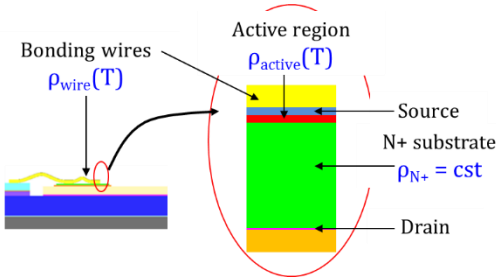 Bonding wires
ρwire(T)
Active region
ρactive(T)
Source
N+ substrate
ρN+ = cst
Drain